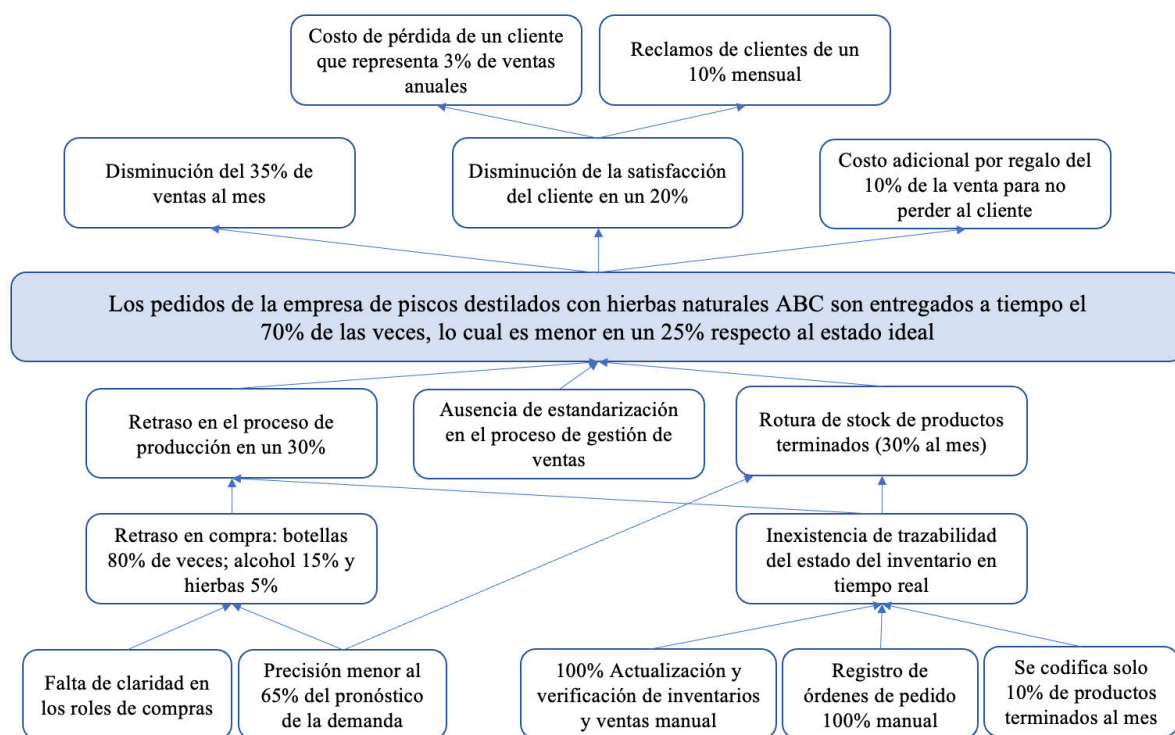 Costo de pérdida de un cliente
que representa 3% de ventas
anuales
Reclamos de clientes de un
10% mensual
Disminución del 35% de
ventas al mes
Disminución de la satisfacción
del cliente en un 20%
Costo adicional por regalo del
10% de la venta para no
perder al cliente
Los pedidos de la empresa de piscos destilados con hierbas naturales ABC son entregados a tiempo el
70% de las veces, lo cual es menor en un 25% respecto al estado ideal
Retraso en el proceso de
producción en un 30%
Ausencia de estandarización
en el proceso de gestión de
ventas
Rotura de stock de productos
terminados (30% al mes)
Retraso en compra: botellas
80% de veces; alcohol 15% y
hierbas 5%
Inexistencia de trazabilidad
del estado del inventario en
tiempo real
Falta de claridad en
los roles de compras
Precisión menor al
65% del pronóstico
de la demanda
100% Actualización y
verificación de inventarios
y ventas manual
Registro de
órdenes de pedido
100% manual
Se codifica solo
10% de productos
terminados al mes